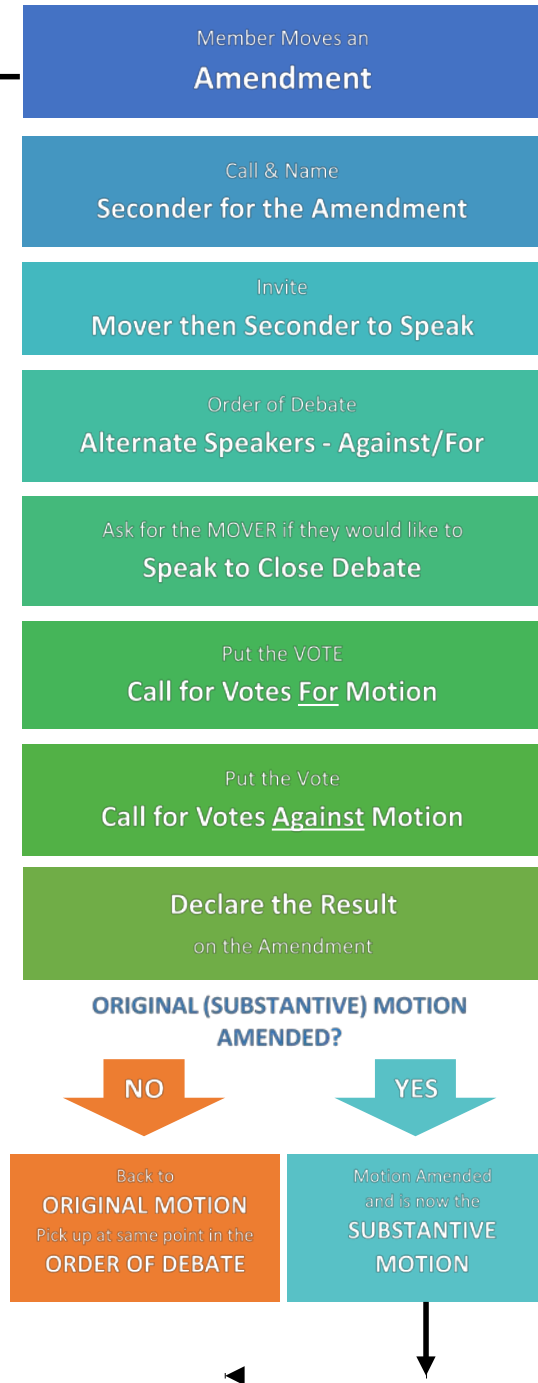 Member Moves an
Amendment
Call & Name
Seconder for the Amendment
Invite
Mover then Seconder to Speak
Order of Debate
Alternate Speakers - Against/For
Ask for the MOVER if they would like to
Speak to Close Debate
Put the VOTE
Call for Votes For Motion
Put the Vote
Call for Votes Against Motion
Declare the Result
on the Amendment
ORIGINAL (SUBSTANTIVE) MOTION
AMENDED?
NO
YES
Back to
ORIGINAL MOTION
Pick up at same point in the
ORDER OF DEBATE
Motion Amended
and is now the
SUBSTANTIVE
MOTION